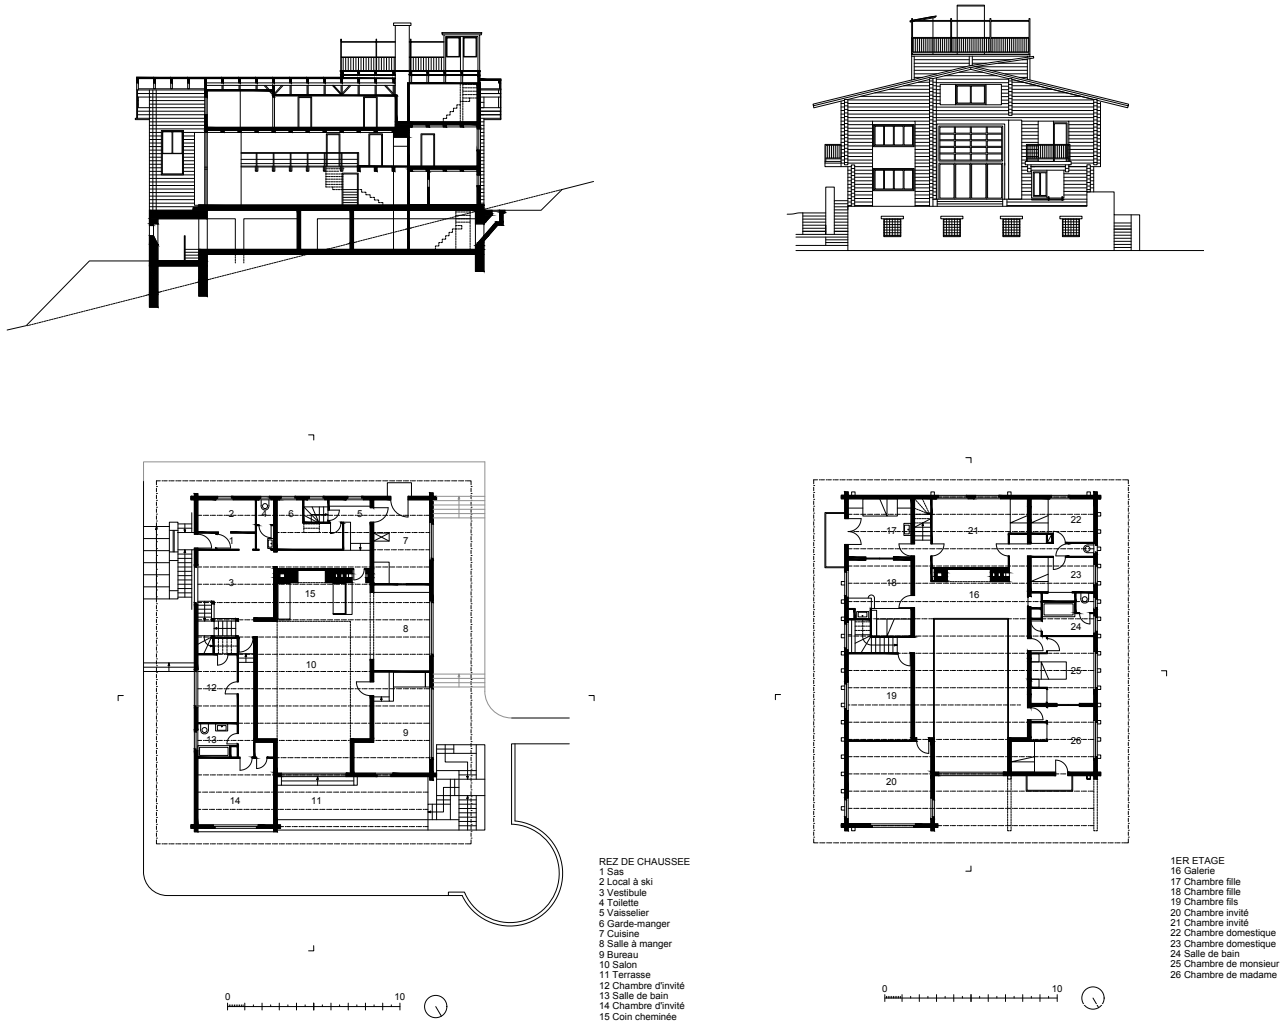 2
4
6
5
1
7
3
15
8
10
12
9
13
14
11
17
21
22
18
16
23
24
25
19
26
20
REZ DE CHAUSSEE
1 Sas
2 Local à ski
3 Vestibule
4 Toilette
5 Vaisselier
6 Garde-manger
7 Cuisine
8 Salle à manger
9 Bureau
10 Salon
11 Terrasse
12 Chambre d'invité
13 Salle de bain
14 Chambre d'invité
15 Coin cheminée
1ER ETAGE
16 Galerie
17 Chambre fille
18 Chambre fille
19 Chambre fils
20 Chambre invité
21 Chambre invité
22 Chambre domestique
23 Chambre domestique
24 Salle de bain
25 Chambre de monsieur
26 Chambre de madame
0 10
0 10